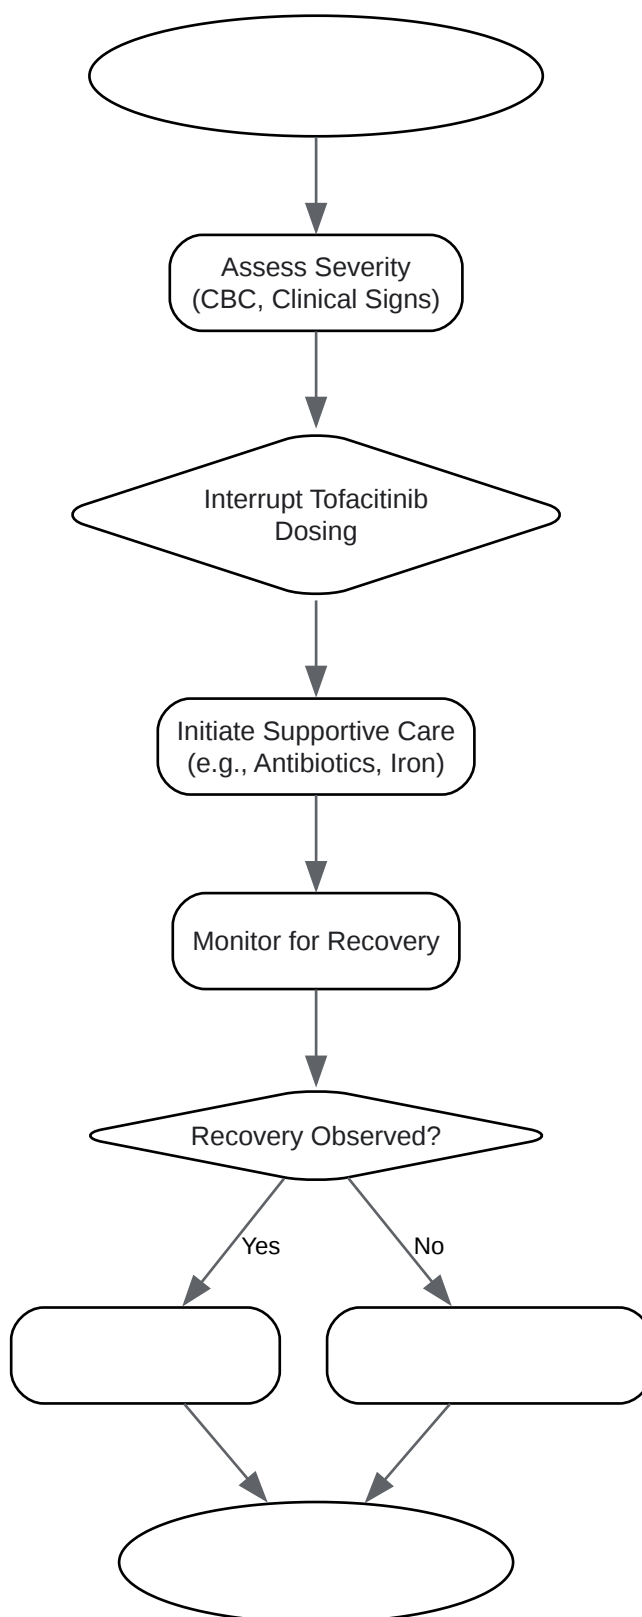 Assess Severity
(CBC, Clinical Signs)
Interrupt Tofacitinib
Dosing
Initiate Supportive Care
(e.g., Antibiotics, Iron)
Monitor for Recovery
Recovery Observed?
Yes
No